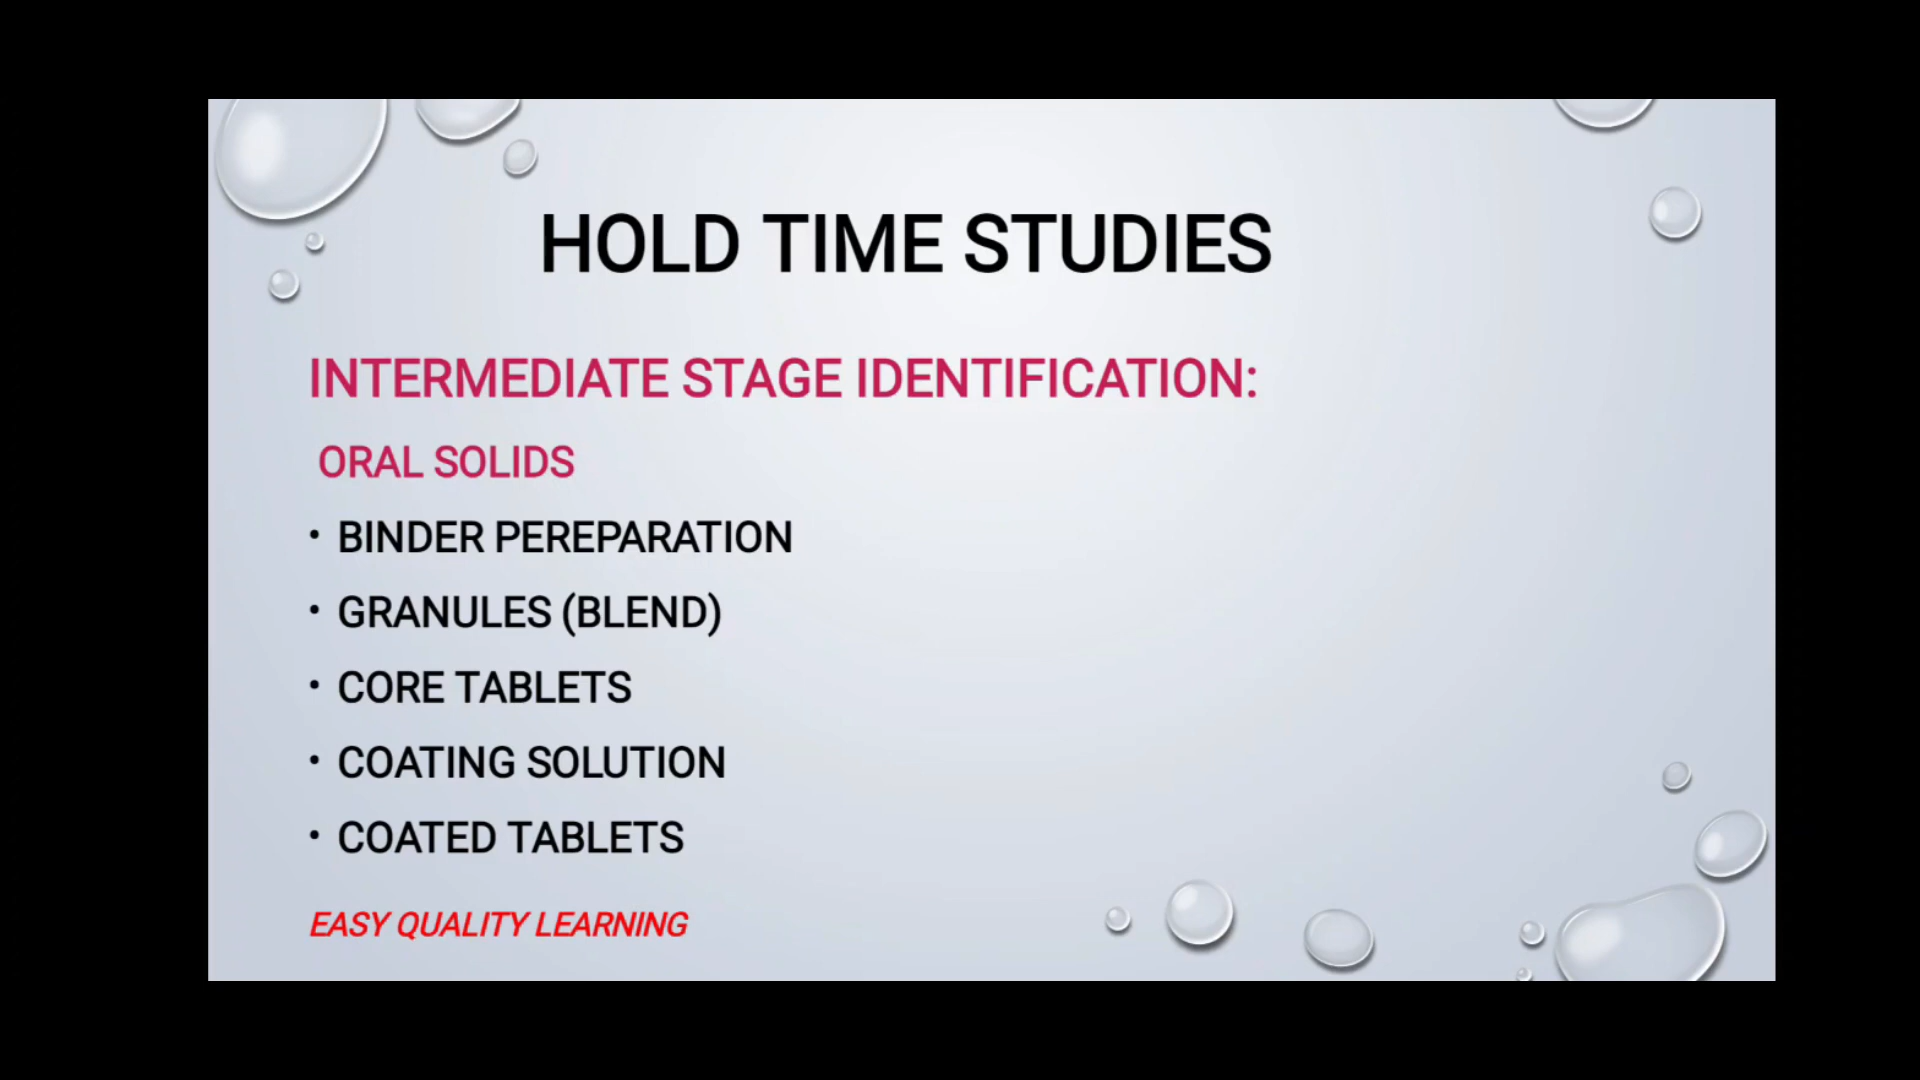 HOLD TIME STUDIES
INTERMEDIATE STAGE IDENTIFICATION:
ORAL SOLIDS
• BINDER PEREPARATION
• GRANULES (BLEND)
• CORE TABLETS
• COATING SOLUTION
• COATED TABLETS
EASY QUALITY LEARNING